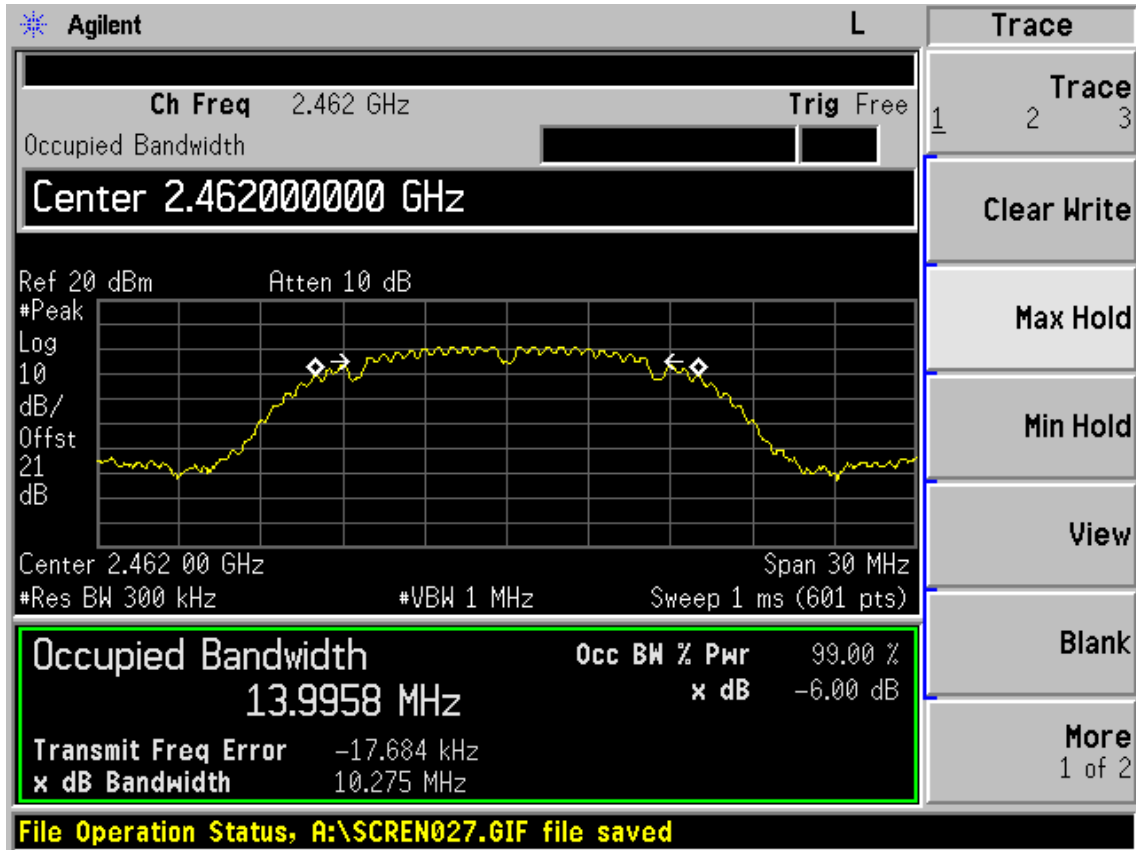 Agilent L Trace
Ch Freq 2.462 GHz Trig Free
Occupied Bandwidth
Center 2.462000000 GHz
Ref 20 dBm Atten 10 dB
#Peak
Log
10
dB/
Offst
21
dB
Center 2.462 00 GHz Span 30 MHz
#Res BW 300 kHz #VBW 1 MHz Sweep 1 ms (601 pts)
Occupied Bandwidth Occ BW % Pwr 99.00 %
13.9958 MHz x dB -6.00 dB
Transmit Freq Error -17.684 kHz
x dB Bandwidth 10.275 MHz
File Operation Status, A:\SCREN027.GIF file saved
Trace
1 2 3
Clear Write
Max Hold
Min Hold
View
Blank
More
1 of 2